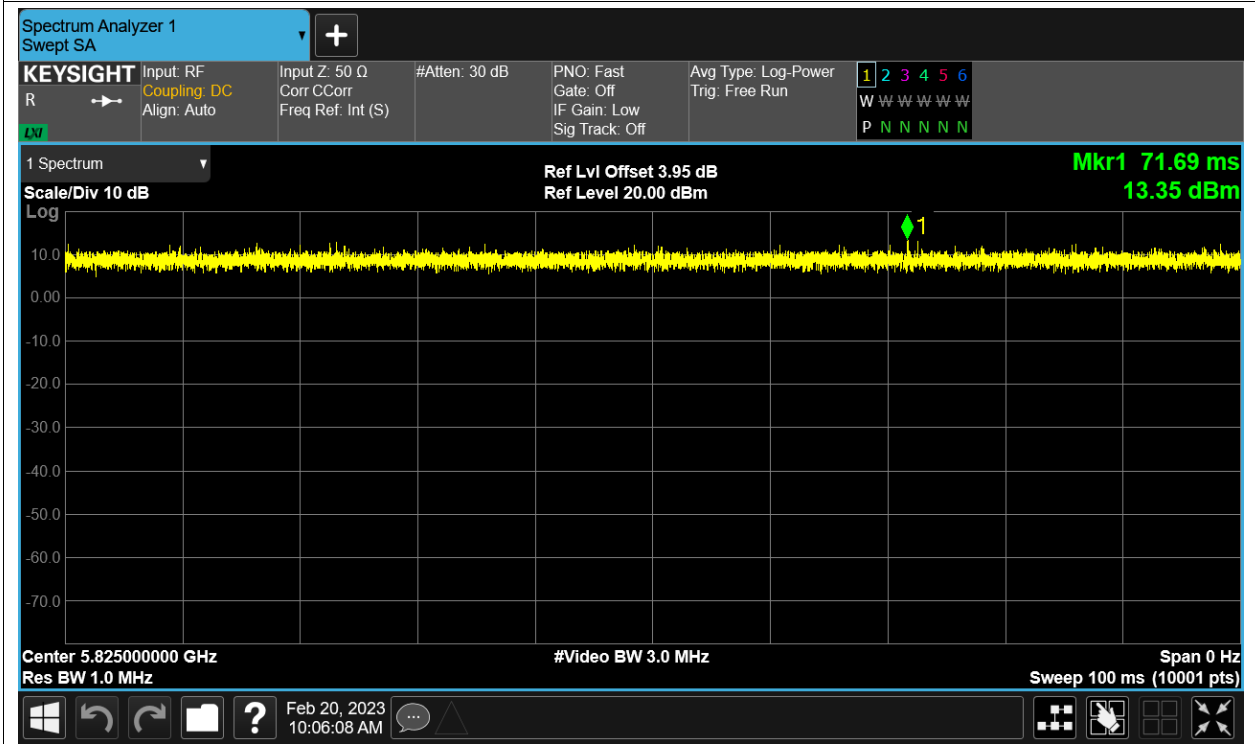 Spectrum Analyzer 1
Swept SA
+
KEYSIGHT Input: RF Input Z: 50 Ω #Atten: 30 dB PNO: Fast Avg Type: Log-Power 1 2 3 4 5 6
R Coupling: DC Corr CCorr Gate: Off Trig: Free Run W W W W W W
Align: Auto Freq Ref: Int (S) IF Gain: Low
LXI Sig Track: Off P N N N N N
1 Spectrum Ref Lvl Offset 3.95 dB Mkr1 71.69 ms
Scale/Div 10 dB Ref Level 20.00 dBm 13.35 dBm
Log
1
10.0
0.00
-10.0
-20.0
-30.0
-40.0
-50.0
-60.0
-70.0
Center 5.825000000 GHz #Video BW 3.0 MHz Span 0 Hz
Res BW 1.0 MHz Sweep 100 ms (10001 pts)
? Feb 20, 2023
10:06:08 AM